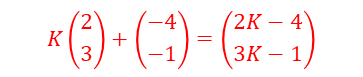 K(2 3) + (−4 −1) = (2K − 4 3K − 1)